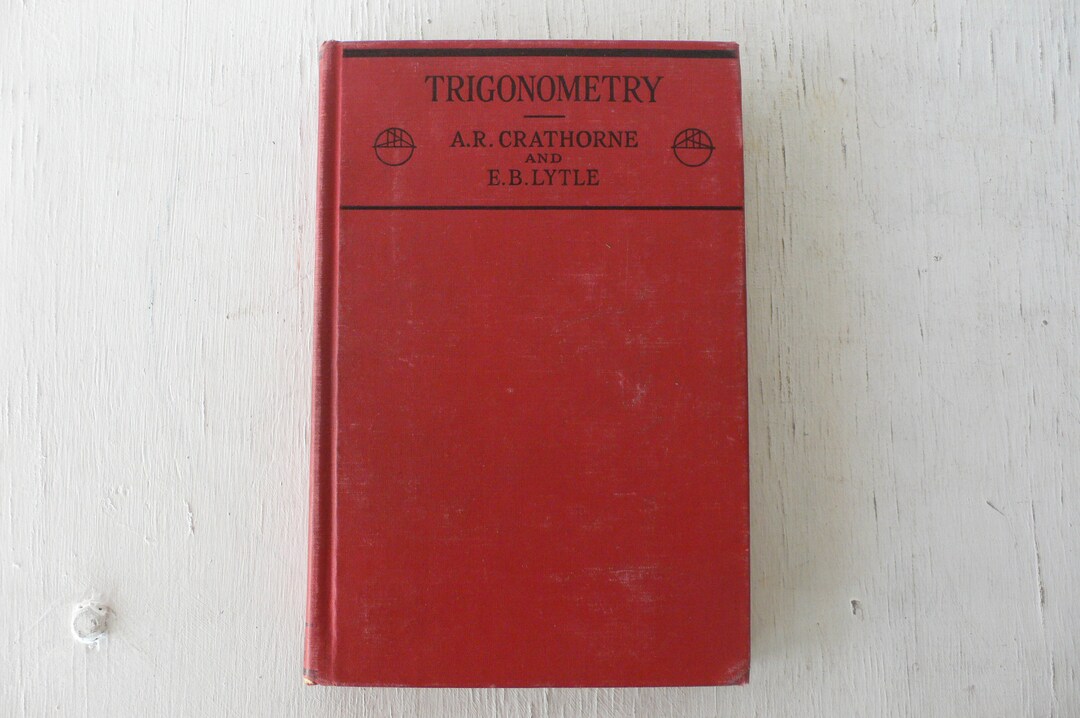 TRIGONOMETRY
A.R. CRATHORNE
AND
E.B. LYTLE